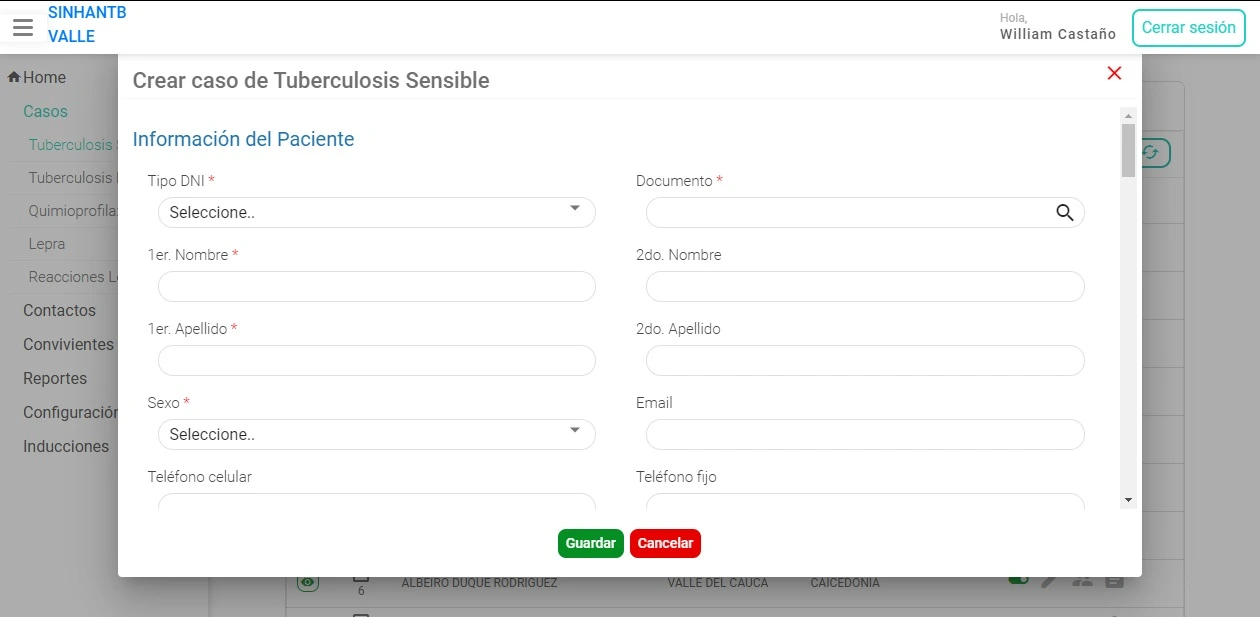 SINHANTB
VALLE
Hola,
William Castaño
Cerrar sesión
Home
Casos
Tuberculosis
Tuberculosis
Quimioprofila
Lepra
Reacciones
Contactos
Convivientes
Reportes
Configuración
Inducciones
Crear caso de Tuberculosis Sensible
Información del Paciente
Tipo DNI *
Documento *
Seleccione..
1er. Nombre *
2do. Nombre
1er. Apellido *
2do. Apellido
Sexo *
Email
Seleccione..
Teléfono celular
Teléfono fijo
Guardar
Cancelar
6
ALBEIRO DUQUE RODRIGUEZ
VALLE DEL CAUCA
CAICEDONIA